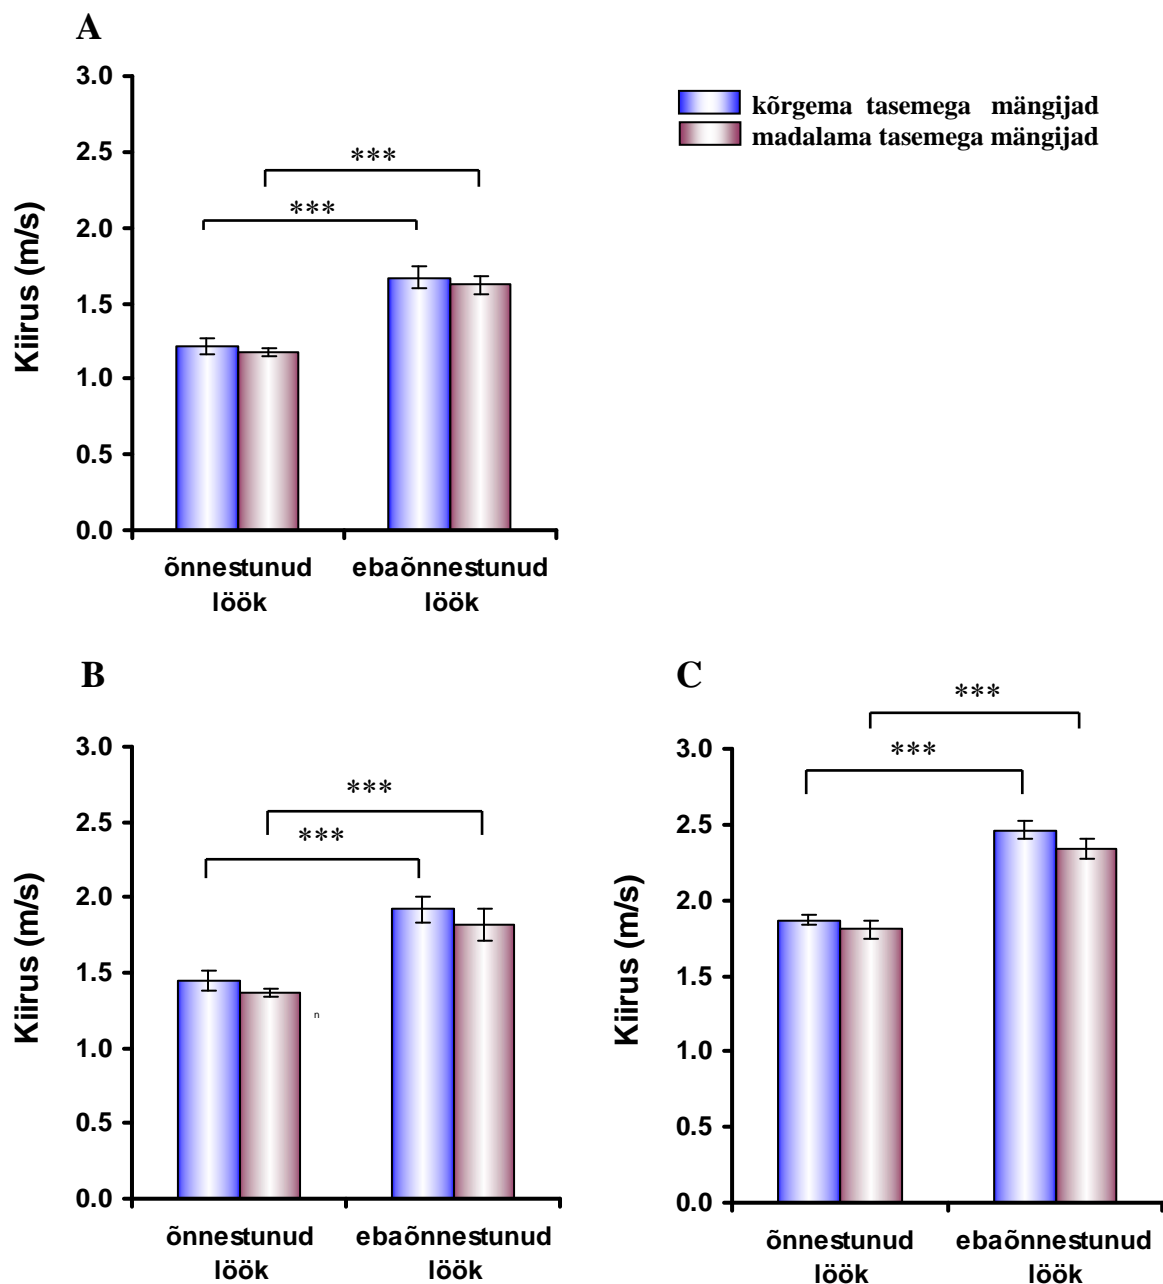 A
kõrgema tasemega mängijad
madalama tasemega mängijad
Kiirus (m/s)
3.0
2.5
2.0
1.5
1.0
0.5
0.0
***
***
õnnestunud
löök
ebaõnnestunud
löök
B
Kiirus (m/s)
3.0
2.5
2.0
1.5
1.0
0.5
0.0
***
***
n
õnnestunud
löök
ebaõnnestunud
löök
C
Kiirus (m/s)
3.0
2.5
2.0
1.5
1.0
0.5
0.0
***
***
õnnestunud
löök
ebaõnnestunud
löök